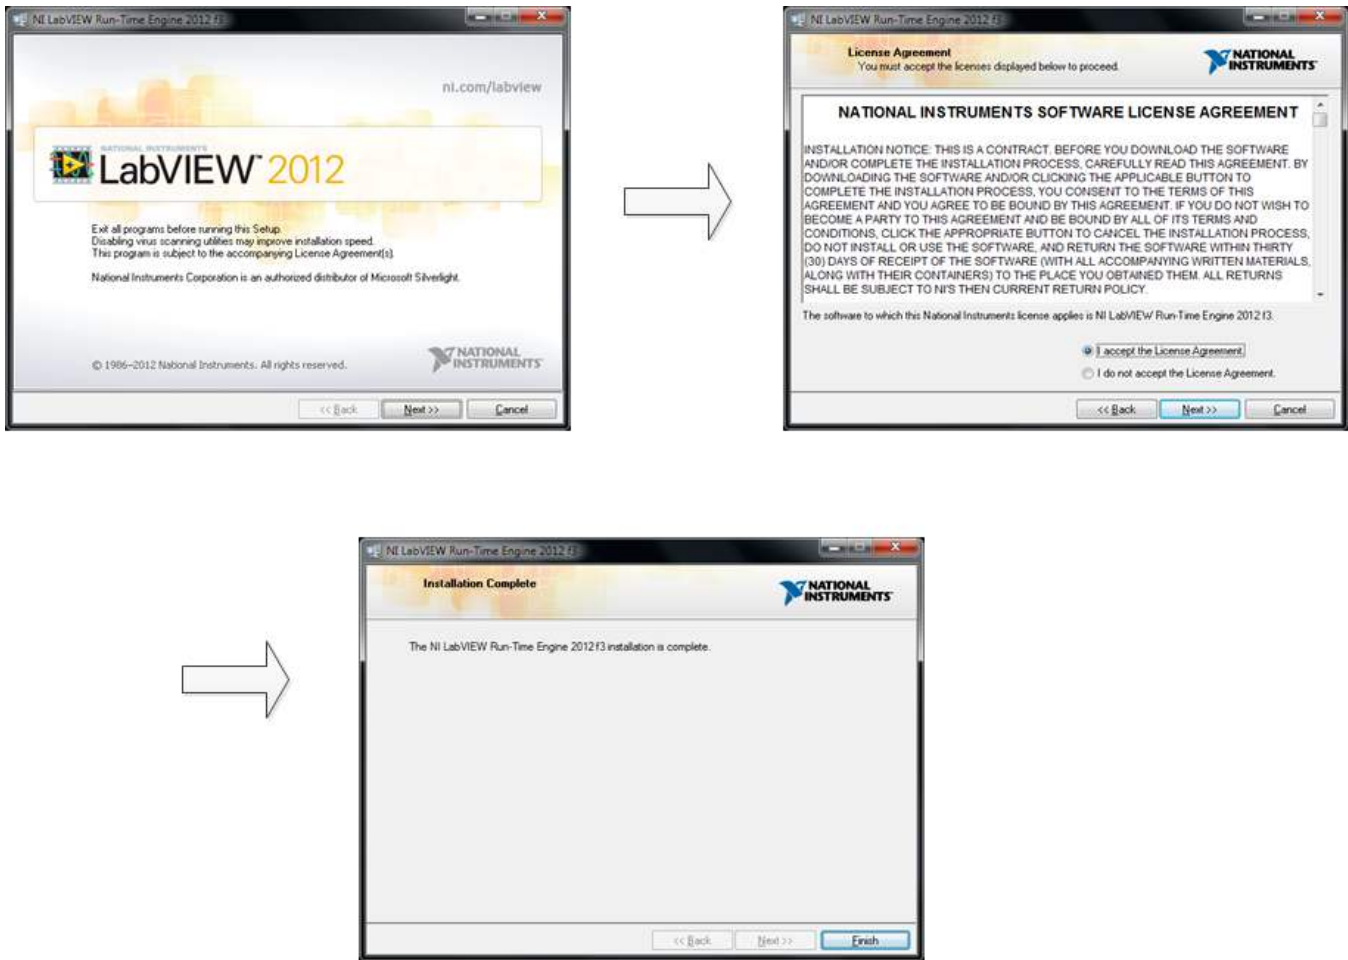 NI LabVIEW Run-Time Engine 2012 f3
ni.com/labview
NATIONAL INSTRUMENTS
LabVIEW™ 2012
Exit all programs before running this Setup.
Disabling virus scanning utilities may improve installation speed.
This program is subject to the accompanying License Agreement(s).
National Instruments Corporation is an authorized distributor of Microsoft Silverlight.
© 1986–2012 National Instruments. All rights reserved.
NATIONAL
INSTRUMENTS
<< Back Next >> Cancel
NI LabVIEW Run-Time Engine 2012 f3
License Agreement
You must accept the licenses displayed below to proceed.
NATIONAL
INSTRUMENTS
NATIONAL INSTRUMENTS SOFTWARE LICENSE AGREEMENT
INSTALLATION NOTICE: THIS IS A CONTRACT. BEFORE YOU DOWNLOAD THE SOFTWARE
AND/OR COMPLETE THE INSTALLATION PROCESS, CAREFULLY READ THIS AGREEMENT. BY
DOWNLOADING THE SOFTWARE AND/OR CLICKING THE APPLICABLE BUTTON TO
COMPLETE THE INSTALLATION PROCESS, YOU CONSENT TO THE TERMS OF THIS
AGREEMENT AND YOU AGREE TO BE BOUND BY THIS AGREEMENT. IF YOU DO NOT WISH TO
BECOME A PARTY TO THIS AGREEMENT AND BE BOUND BY ALL OF ITS TERMS AND
CONDITIONS, CLICK THE APPROPRIATE BUTTON TO CANCEL THE INSTALLATION PROCESS,
DO NOT INSTALL OR USE THE SOFTWARE, AND RETURN THE SOFTWARE WITHIN THIRTY
(30) DAYS OF RECEIPT OF THE SOFTWARE (WITH ALL ACCOMPANYING WRITTEN MATERIALS,
ALONG WITH THEIR CONTAINERS) TO THE PLACE YOU OBTAINED THEM. ALL RETURNS
SHALL BE SUBJECT TO NI'S THEN CURRENT RETURN POLICY.
The software to which this National Instruments license applies is NI LabVIEW Run-Time Engine 2012 f3.
I accept the License Agreement.
I do not accept the License Agreement.
<< Back Next >> Cancel
NI LabVIEW Run-Time Engine 2012 f3
Installation Complete
NATIONAL
INSTRUMENTS
The NI LabVIEW Run-Time Engine 2012 f3 installation is complete.
<< Back Next >> Finish